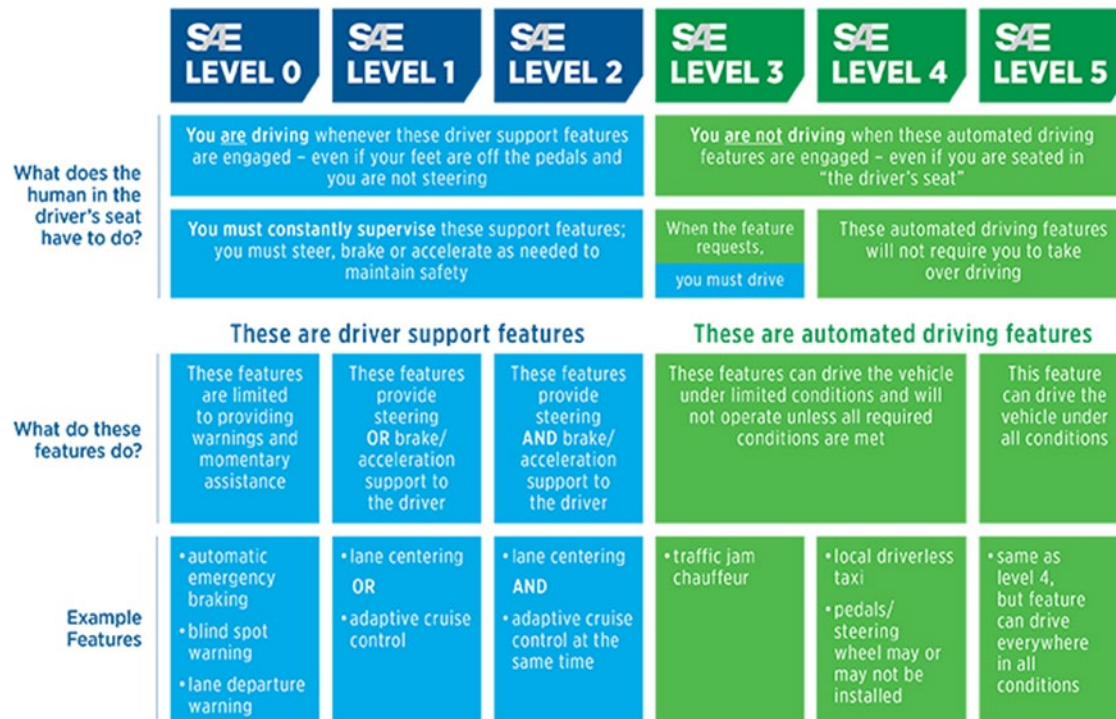 SAE
LEVEL 0
SAE
LEVEL 1
SAE
LEVEL 2
SAE
LEVEL 3
SAE
LEVEL 4
SAE
LEVEL 5
What does the
human in the
driver's seat
have to do?
You are driving whenever these driver support features
are engaged – even if your feet are off the pedals and
you are not steering
You are not driving when these automated driving
features are engaged – even if you are seated in
“the driver's seat”
You must constantly supervise these support features;
you must steer, brake or accelerate as needed to
maintain safety
When the feature
requests,
you must drive
These automated driving features
will not require you to take
over driving
These are driver support features
These are automated driving features
What do these
features do?
These features
are limited
to providing
warnings and
momentary
assistance
These features
provide
steering
OR brake/
acceleration
support to
the driver
These features
provide
steering
AND brake/
acceleration
support to
the driver
These features can drive the vehicle
under limited conditions and will
not operate unless all required
conditions are met
This feature
can drive the
vehicle under
all conditions
Example
Features
• automatic
emergency
braking
• blind spot
warning
• lane departure
warning
• lane centering
OR
• adaptive cruise
control
• lane centering
AND
• adaptive cruise
control at the
same time
• traffic jam
chauffeur
• local driverless
taxi
• pedals/
steering
wheel may or
may not be
installed
• same as
level 4,
but feature
can drive
everywhere
in all
conditions